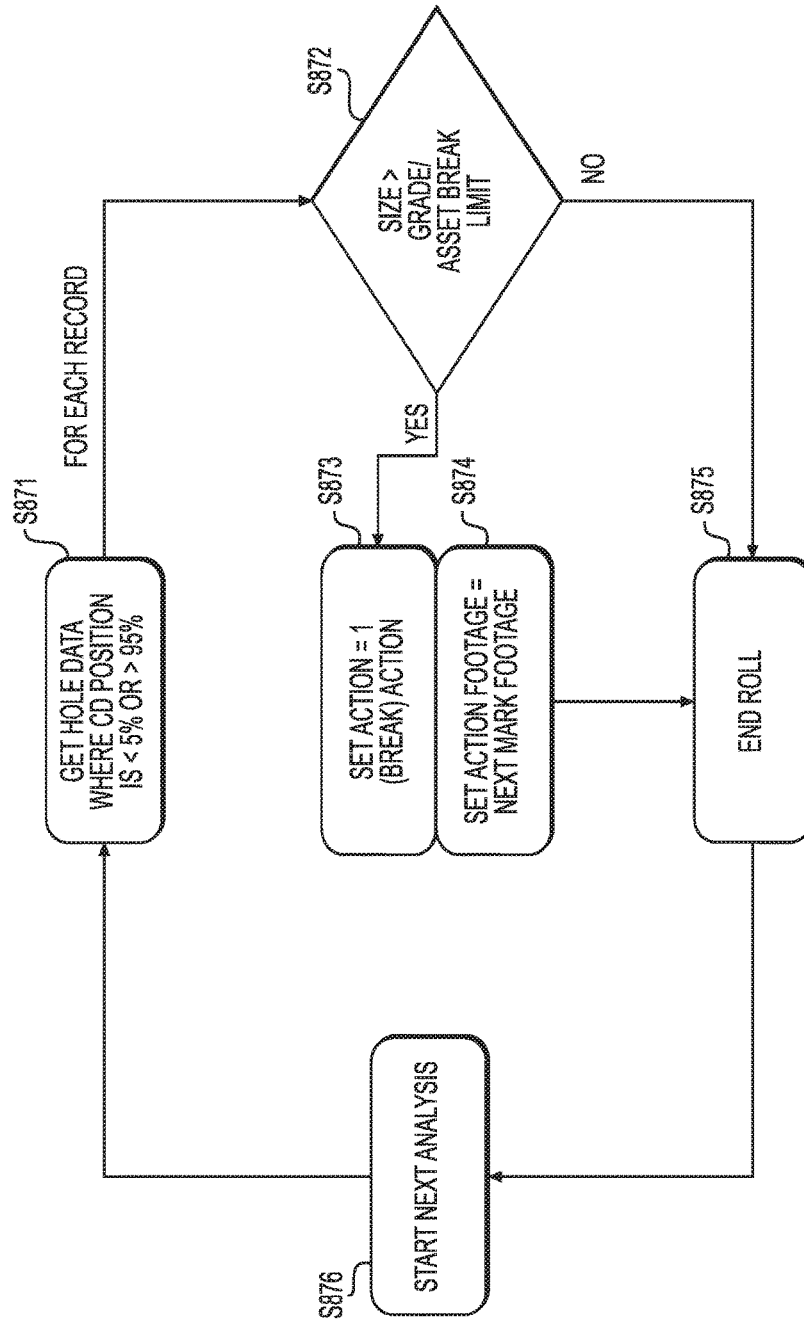 S871
GET HOLE DATA
WHERE CD POSITION
IS < 5% OR > 95%
FOR EACH RECORD
S872
SIZE >
GRADE/
ASSET BREAK
LIMIT
YES
NO
S873
SET ACTION = 1
(BREAK) ACTION
S874
SET ACTION FOOTAGE =
NEXT MARK FOOTAGE
S875
END ROLL
S876
START NEXT ANALYSIS